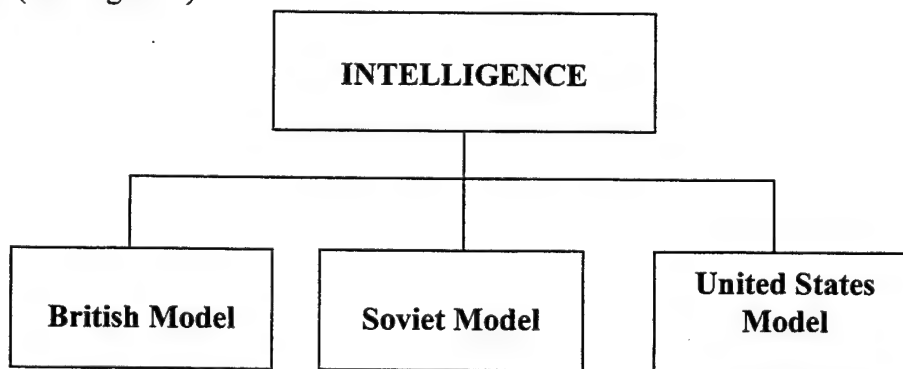 INTELLIGENCE
British Model
Soviet Model
United States
Model